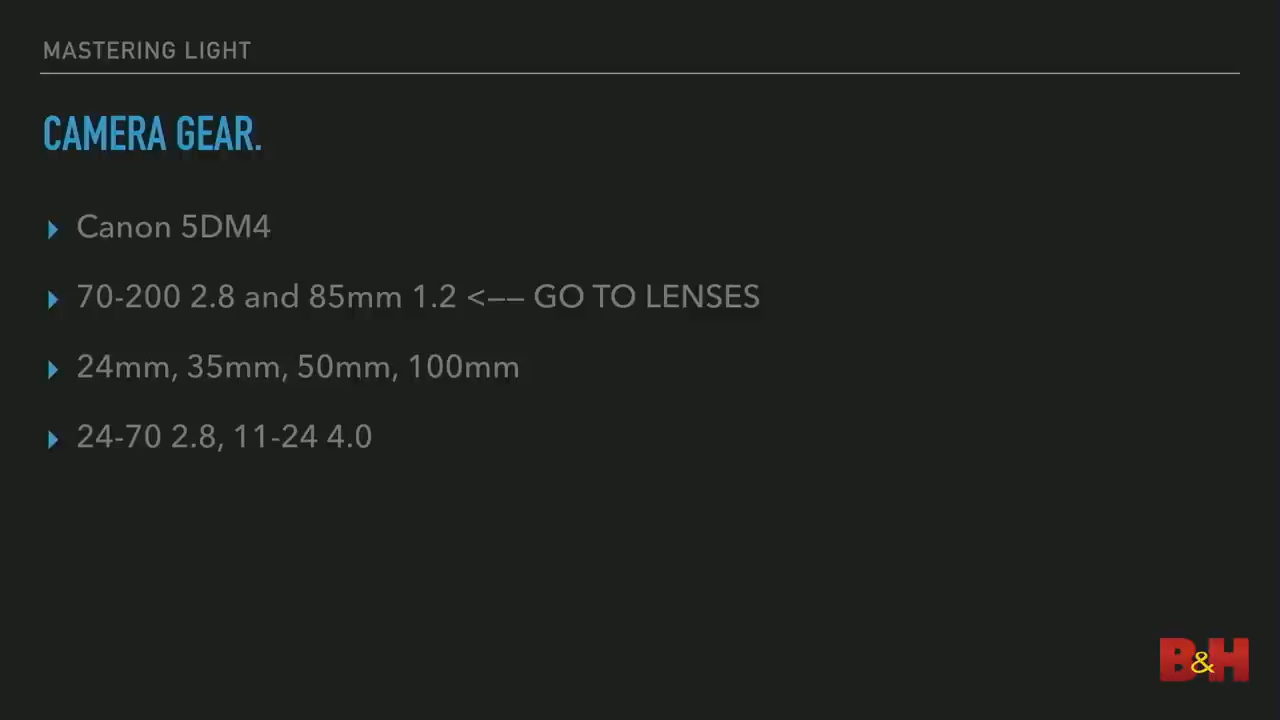 MASTERING LIGHT
CAMERA GEAR.
Canon 5DM4
70-200 2.8 and 85mm 1.2 <–– GO TO LENSES
24mm, 35mm, 50mm, 100mm
24-70 2.8, 11-24 4.0
B&H